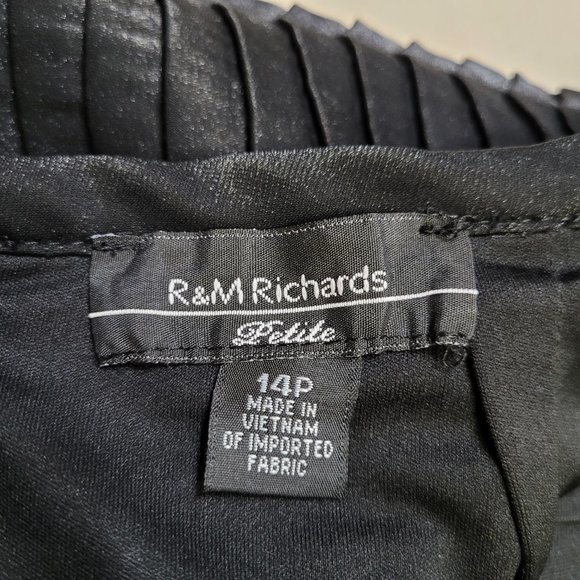 R&M Richards
Petite
14P
MADE IN
VIETNAM
OF IMPORTED
FABRIC